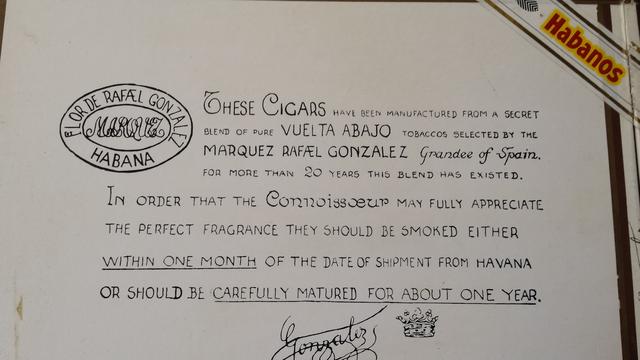 Habanos
FLOR DE RAFAEL GONZALEZ
MARQUEZ
HABANA
THESE CIGARS HAVE BEEN MANUFACTURED FROM A SECRET
BLEND OF PURE VUELTA ABAJO TOBACCOS SELECTED BY THE
MARQUEZ RAFÆL GONZALEZ Grandee of Spain.
FOR MORE THAN 20 YEARS THIS BLEND HAS EXISTED.
IN ORDER THAT THE Connoissœur MAY FULLY APPRECIATE
THE PERFECT FRAGRANCE THEY SHOULD BE SMOKED EITHER
WITHIN ONE MONTH OF THE DATE OF SHIPMENT FROM HAVANA
OR SHOULD BE CAREFULLY MATURED FOR ABOUT ONE YEAR.
Gonzalez